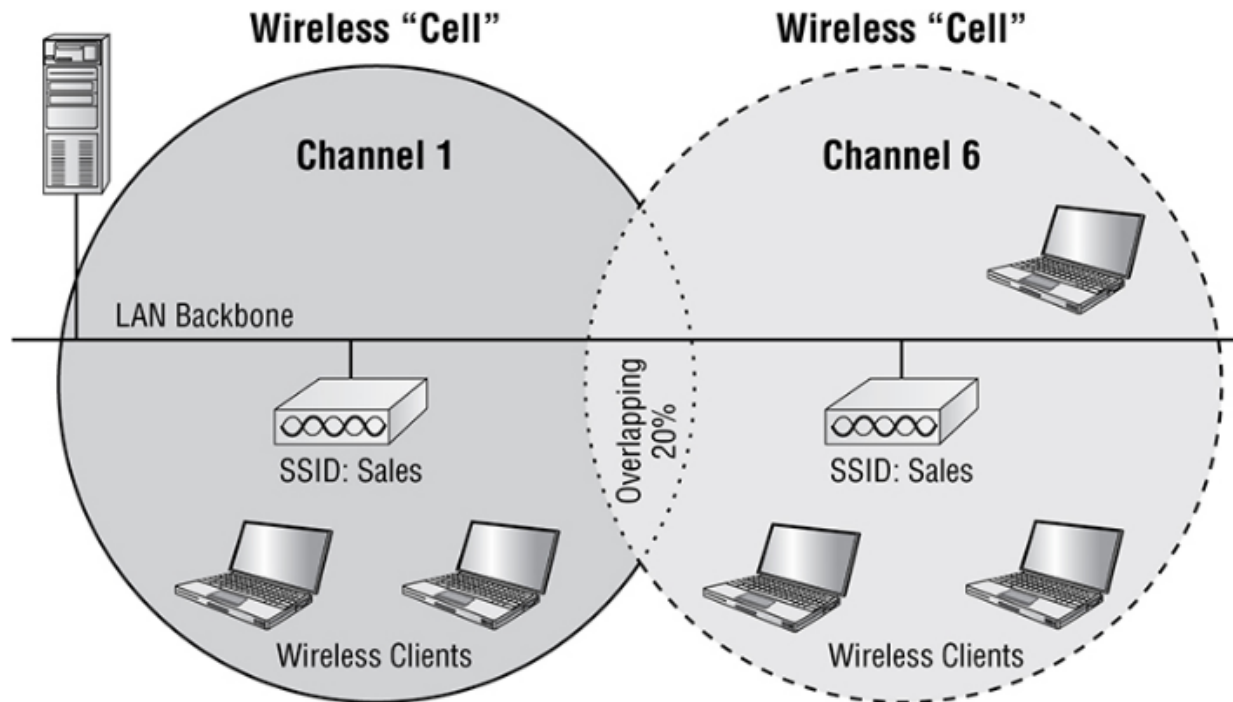 Wireless “Cell”
Wireless “Cell”
Channel 1
Channel 6
LAN Backbone
Overlapping
20%
SSID: Sales
SSID: Sales
Wireless Clients
Wireless Clients